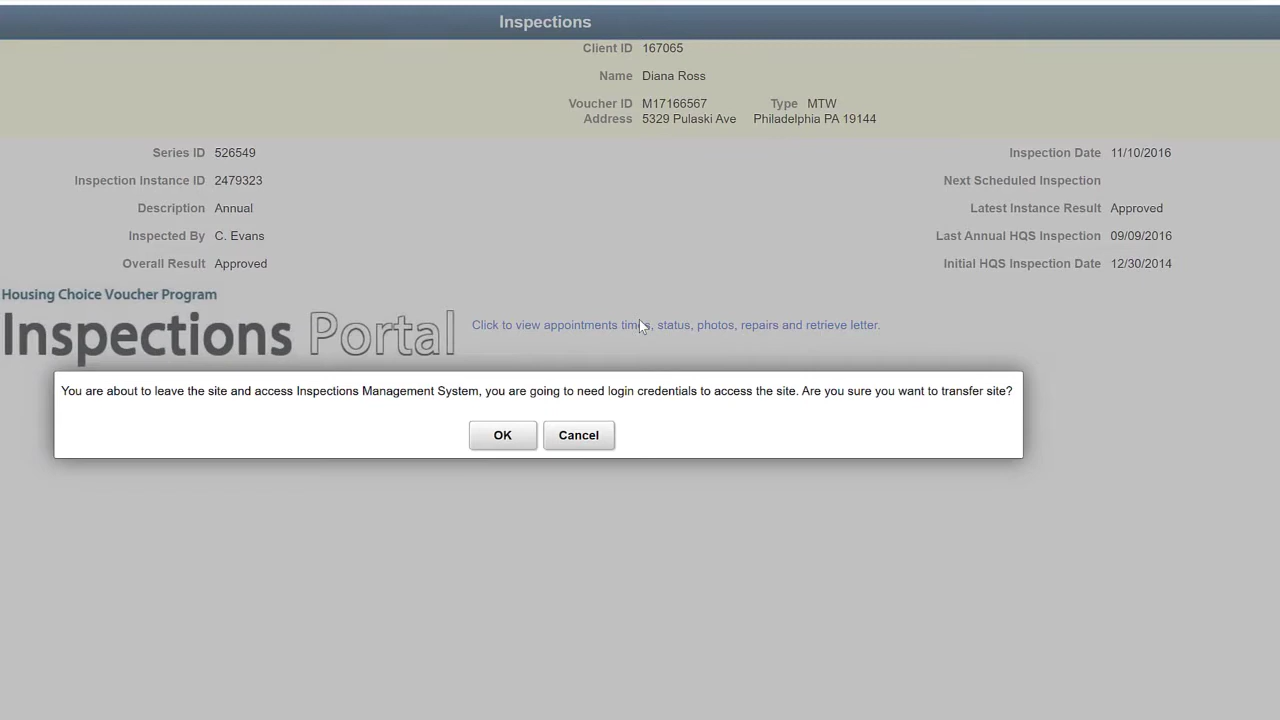 Inspections
Client ID 167065
Name Diana Ross
Voucher ID M17166567 Type MTW
Address 5329 Pulaski Ave Philadelphia PA 19144
Series ID 526549 Inspection Date 11/10/2016
Inspection Instance ID 2479323 Next Scheduled Inspection
Description Annual Latest Instance Result Approved
Inspected By C. Evans Last Annual HQS Inspection 09/09/2016
Overall Result Approved Initial HQS Inspection Date 12/30/2014
Housing Choice Voucher Program
Inspections Portal Click to view appointments times, status, photos, repairs and retrieve letter.
You are about to leave the site and access Inspections Management System, you are going to need login credentials to access the site. Are you sure you want to transfer site?
OK Cancel